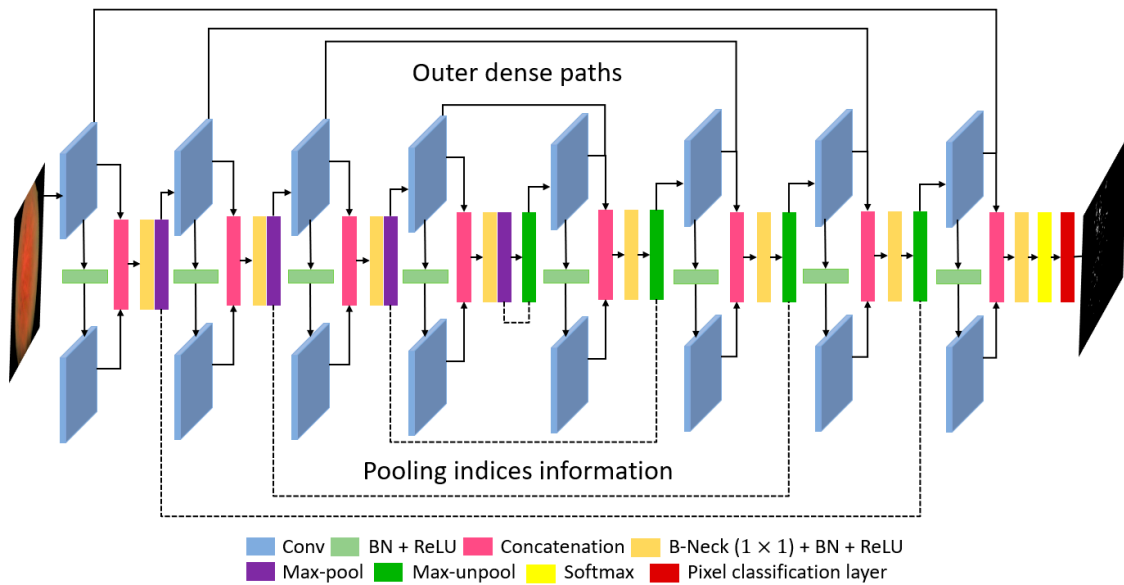 Outer dense paths
Pooling indices information
Conv BN + ReLU Concatenation B-Neck (1 × 1) + BN + ReLU
Max-pool Max-unpool Softmax Pixel classification layer